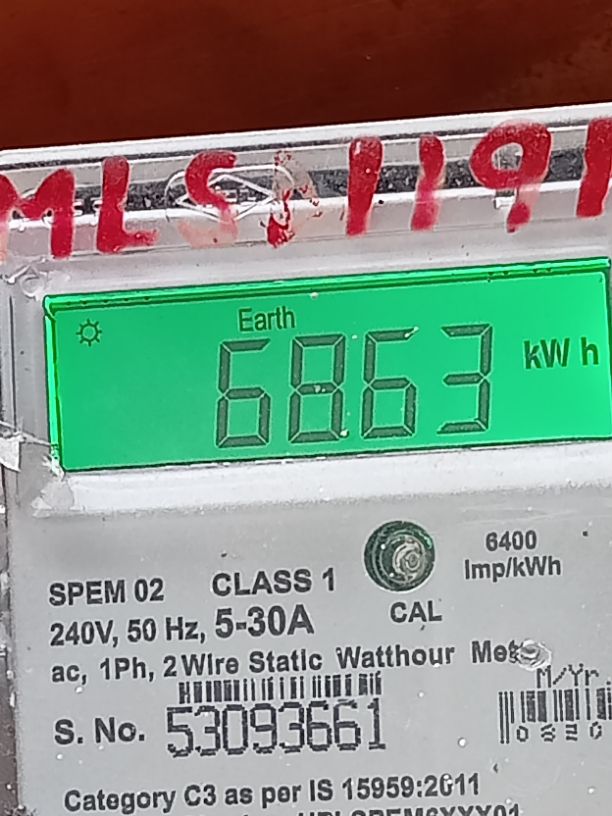 MLS 1191
Earth
6863 kWh
SPEM 02 CLASS 1
6400
Imp/kWh
240V, 50 Hz, 5-30A
CAL
ac, 1Ph, 2 Wire Static Watthour
M/Yr.
S. No. 53093661
Category C3 as per IS 15959:2011